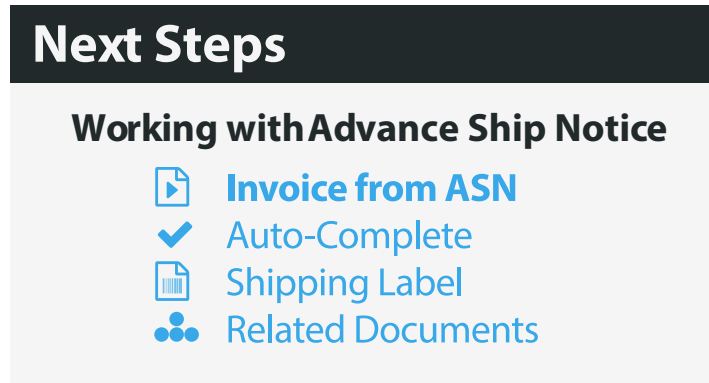 Next Steps
Working with Advance Ship Notice
Invoice from ASN
Auto-Complete
Shipping Label
Related Documents